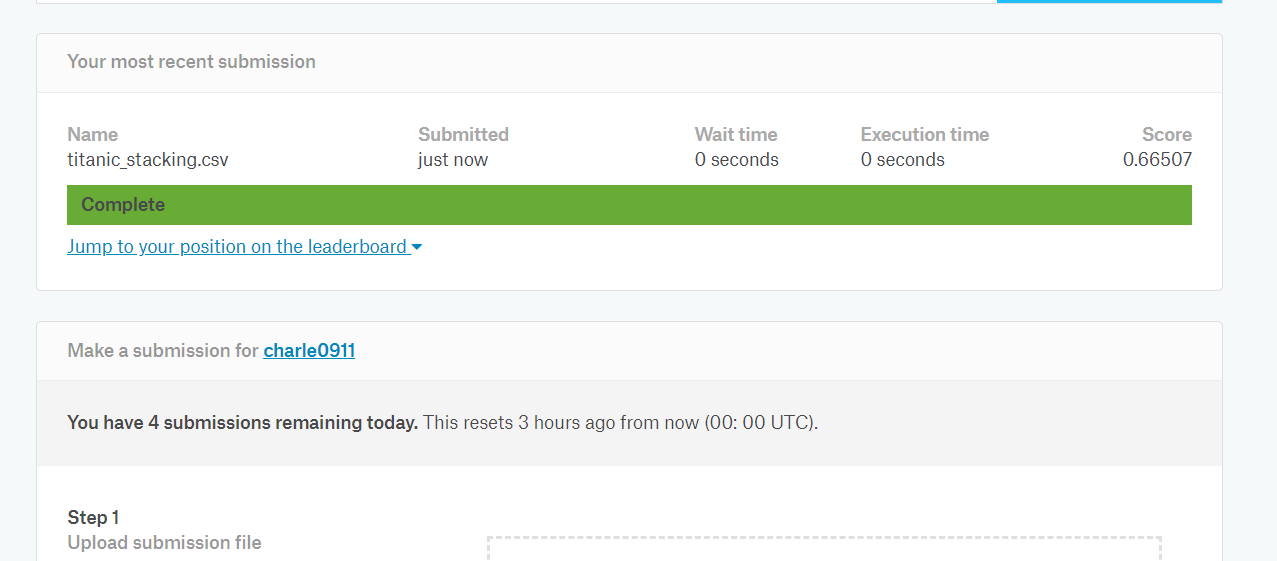 Your most recent submission
Name Submitted Wait time Execution time Score
titanic_stacking.csv just now 0 seconds 0 seconds 0.66507
Complete
Jump to your position on the leaderboard
Make a submission for charle0911
You have 4 submissions remaining today. This resets 3 hours ago from now (00: 00 UTC).
Step 1
Upload submission file